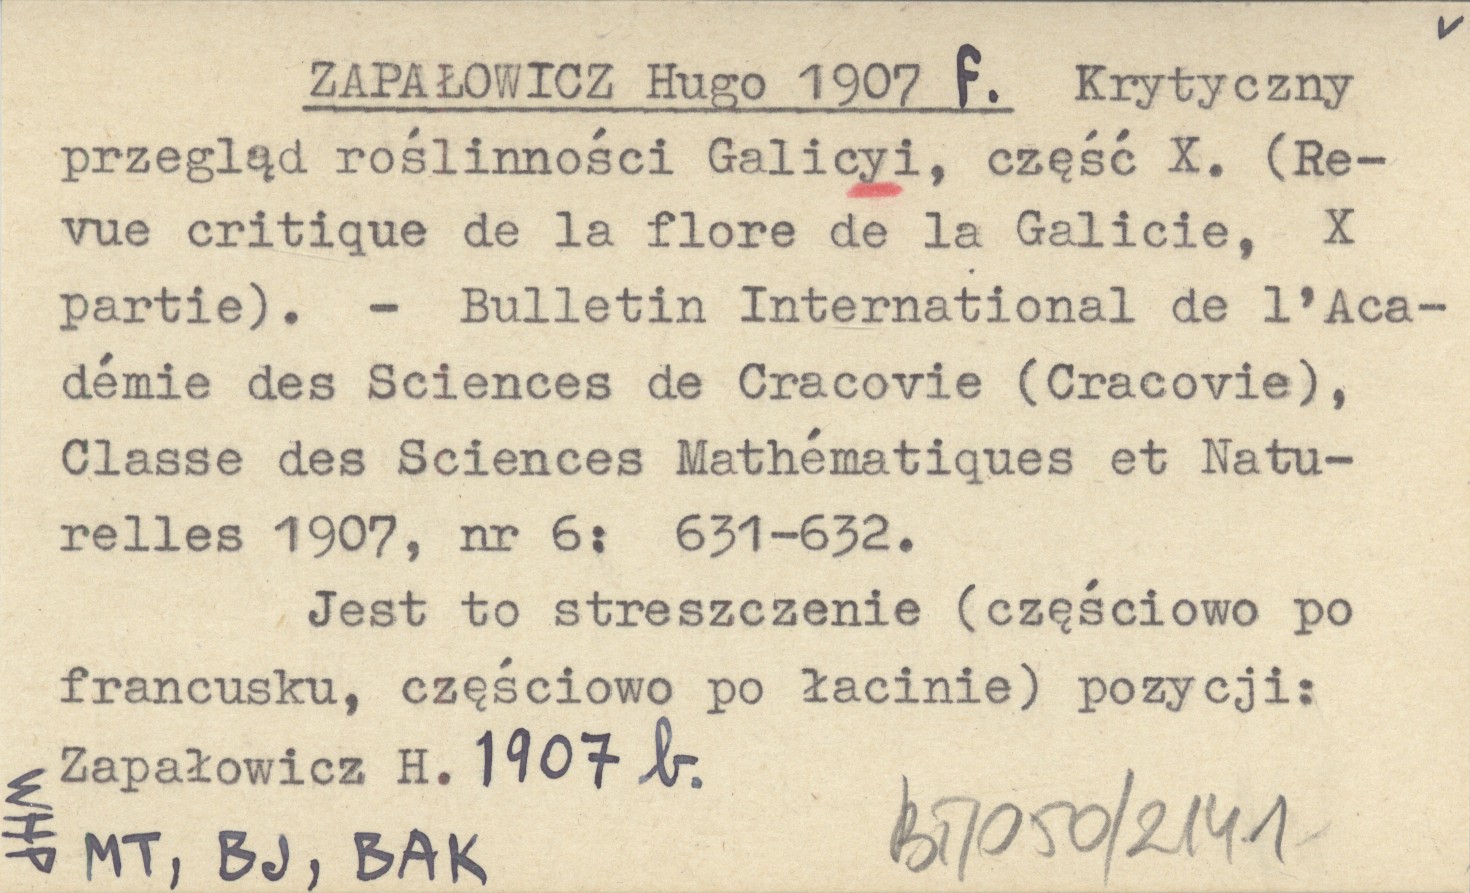 v
ZAPAŁOWICZ Hugo 1907 f. Krytyczny
przegląd roślinności Galicyi, część X. (Re-
vue critique de la flore de la Galicie, X
partie). - Bulletin International de l'Aca-
démie des Sciences de Cracovie (Cracovie),
Classe des Sciences Mathématiques et Natu-
relles 1907, nr 6: 631-632.
Jest to streszczenie (częściowo po
francusku, częściowo po łacinie) pozycji:
Zapałowicz H. 1907 b.
MT, BJ, BAK
/050/2141